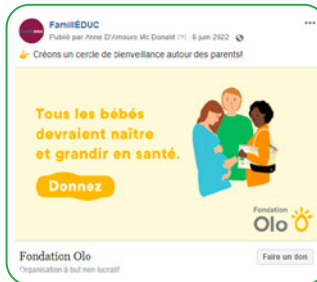 FamiliÉDUC
Publié par Anne D'Amours Mc Donald
6 juin 2022
Créons un cercle de bienveillance autour des parents!
Tous les bébés
devraient naître
et grandir en santé.
Donnez
Fondation
Olo
Fondation Olo
Organisation à but non lucratif
Faire un don